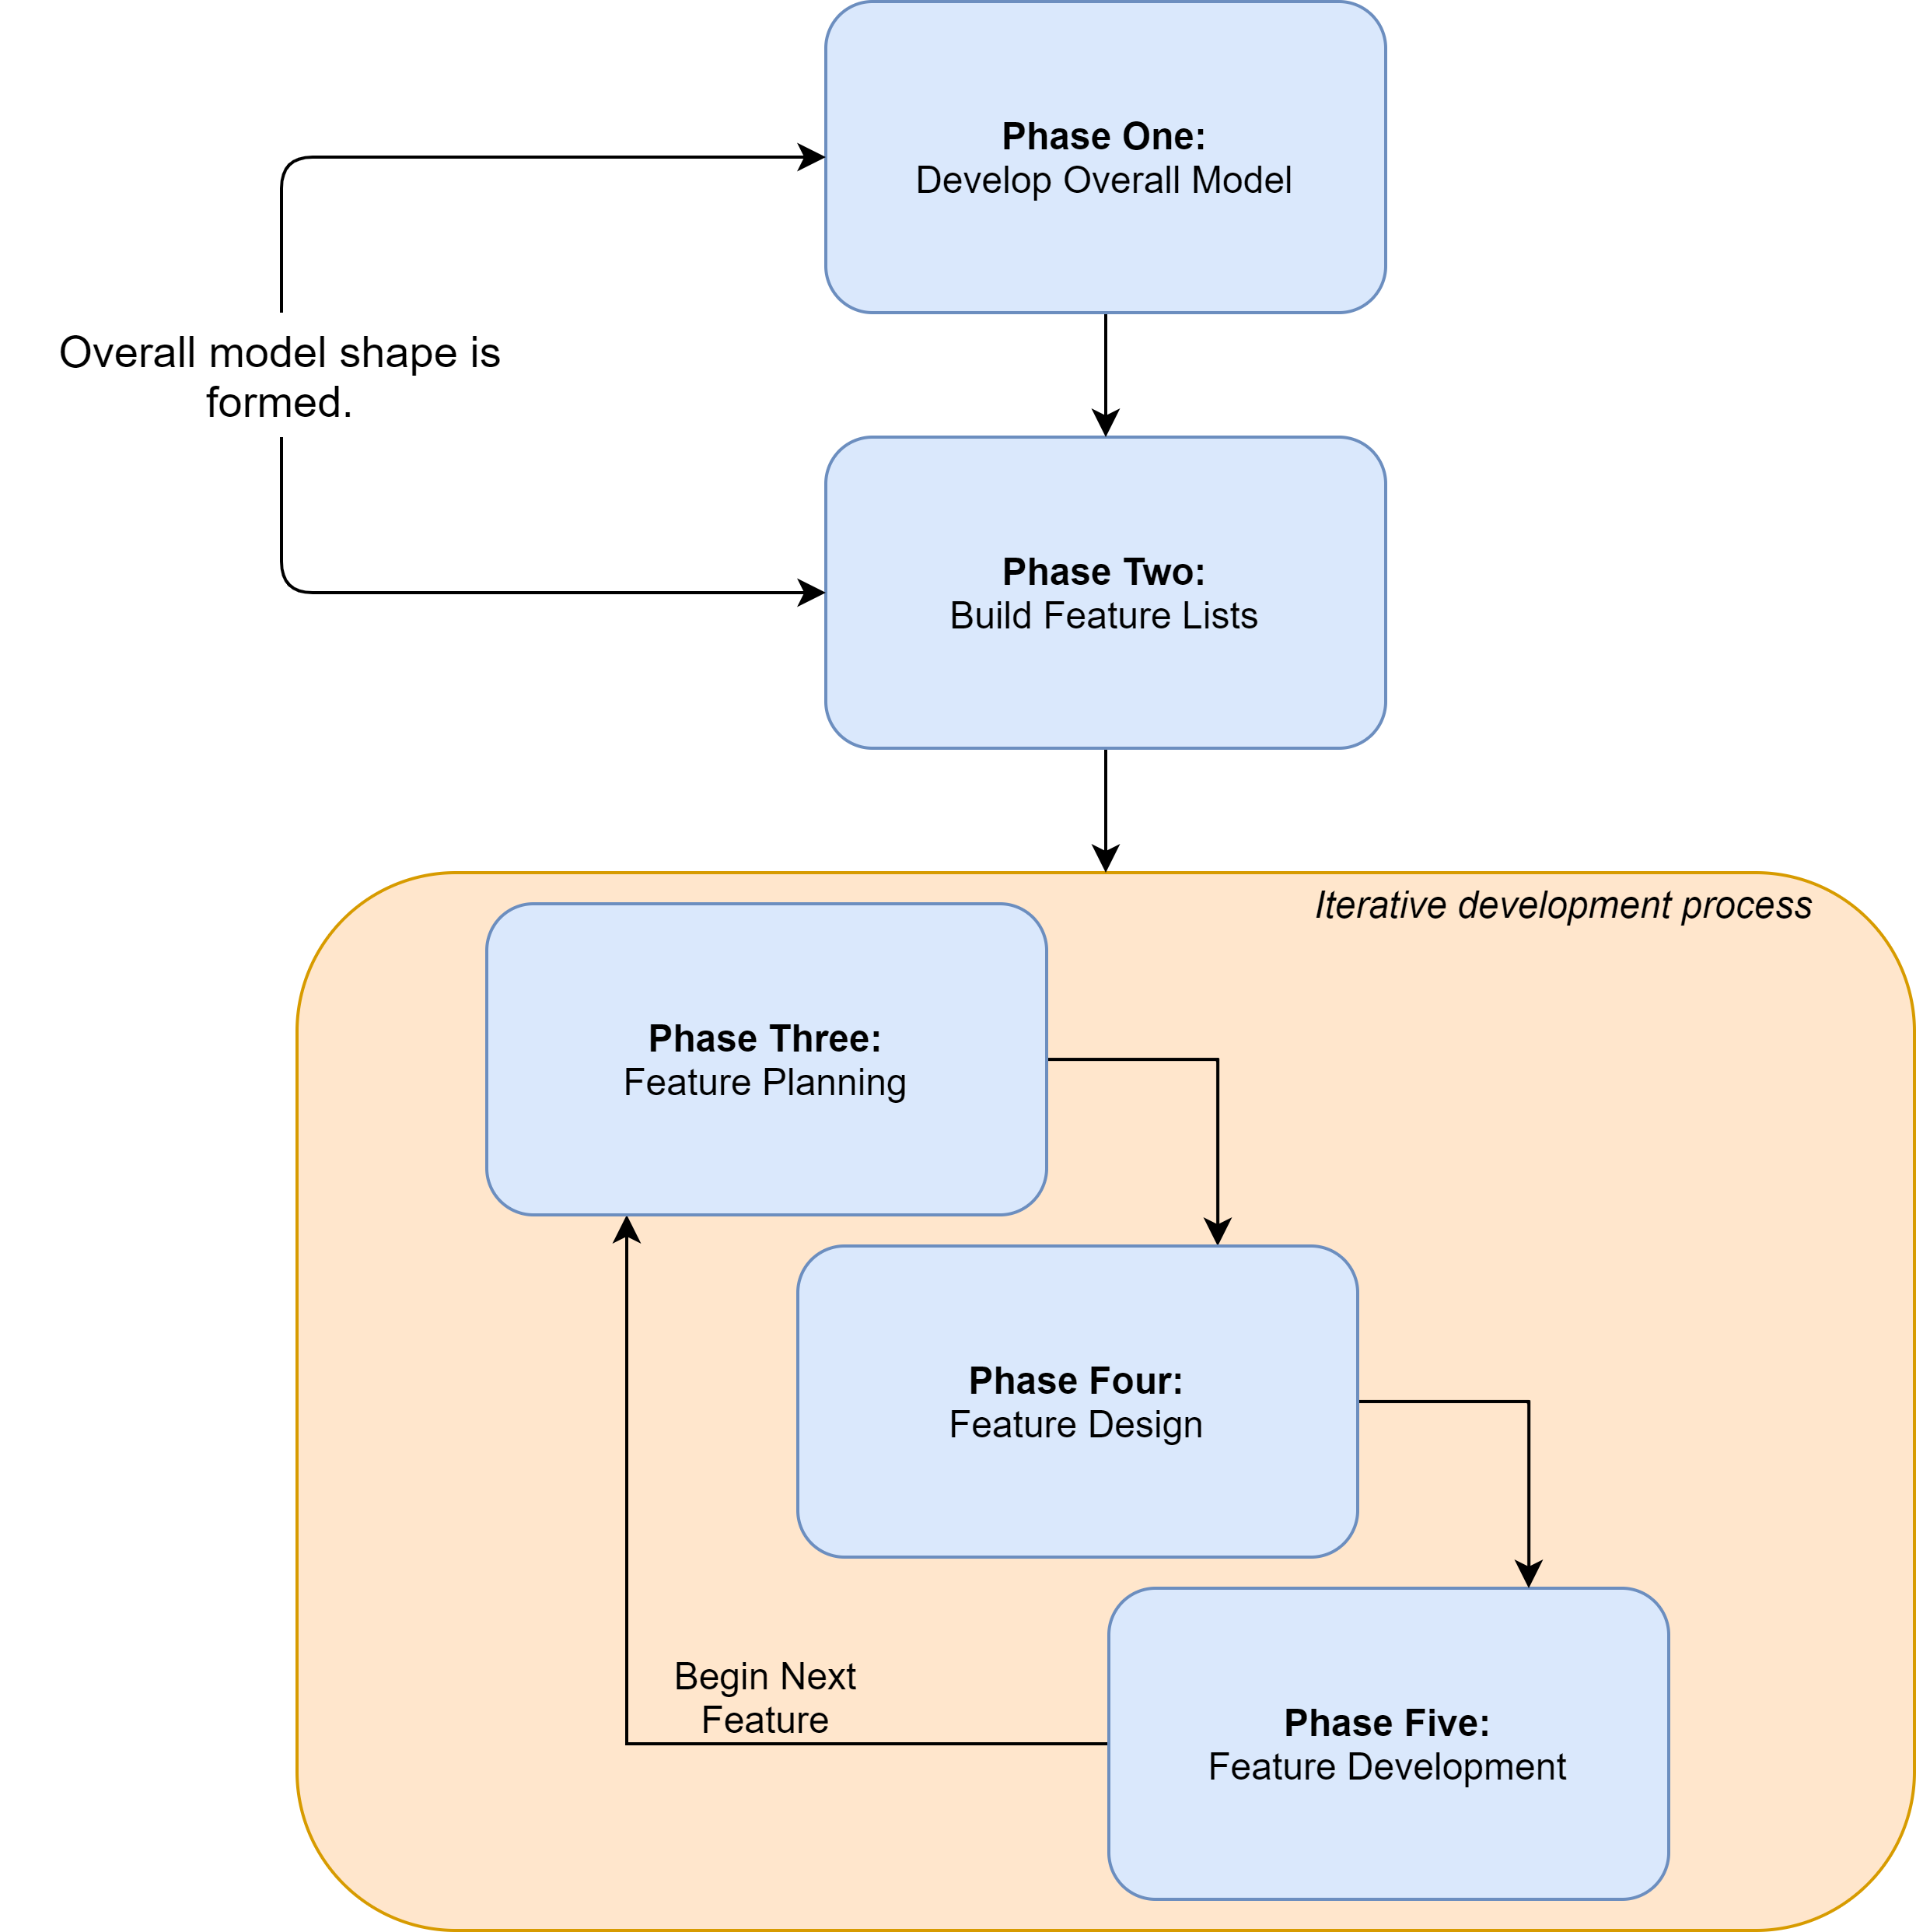 Phase One:
Develop Overall Model
Overall model shape is
formed.
Phase Two:
Build Feature Lists
Iterative development process
Phase Three:
Feature Planning
Phase Four:
Feature Design
Begin Next
Feature
Phase Five:
Feature Development